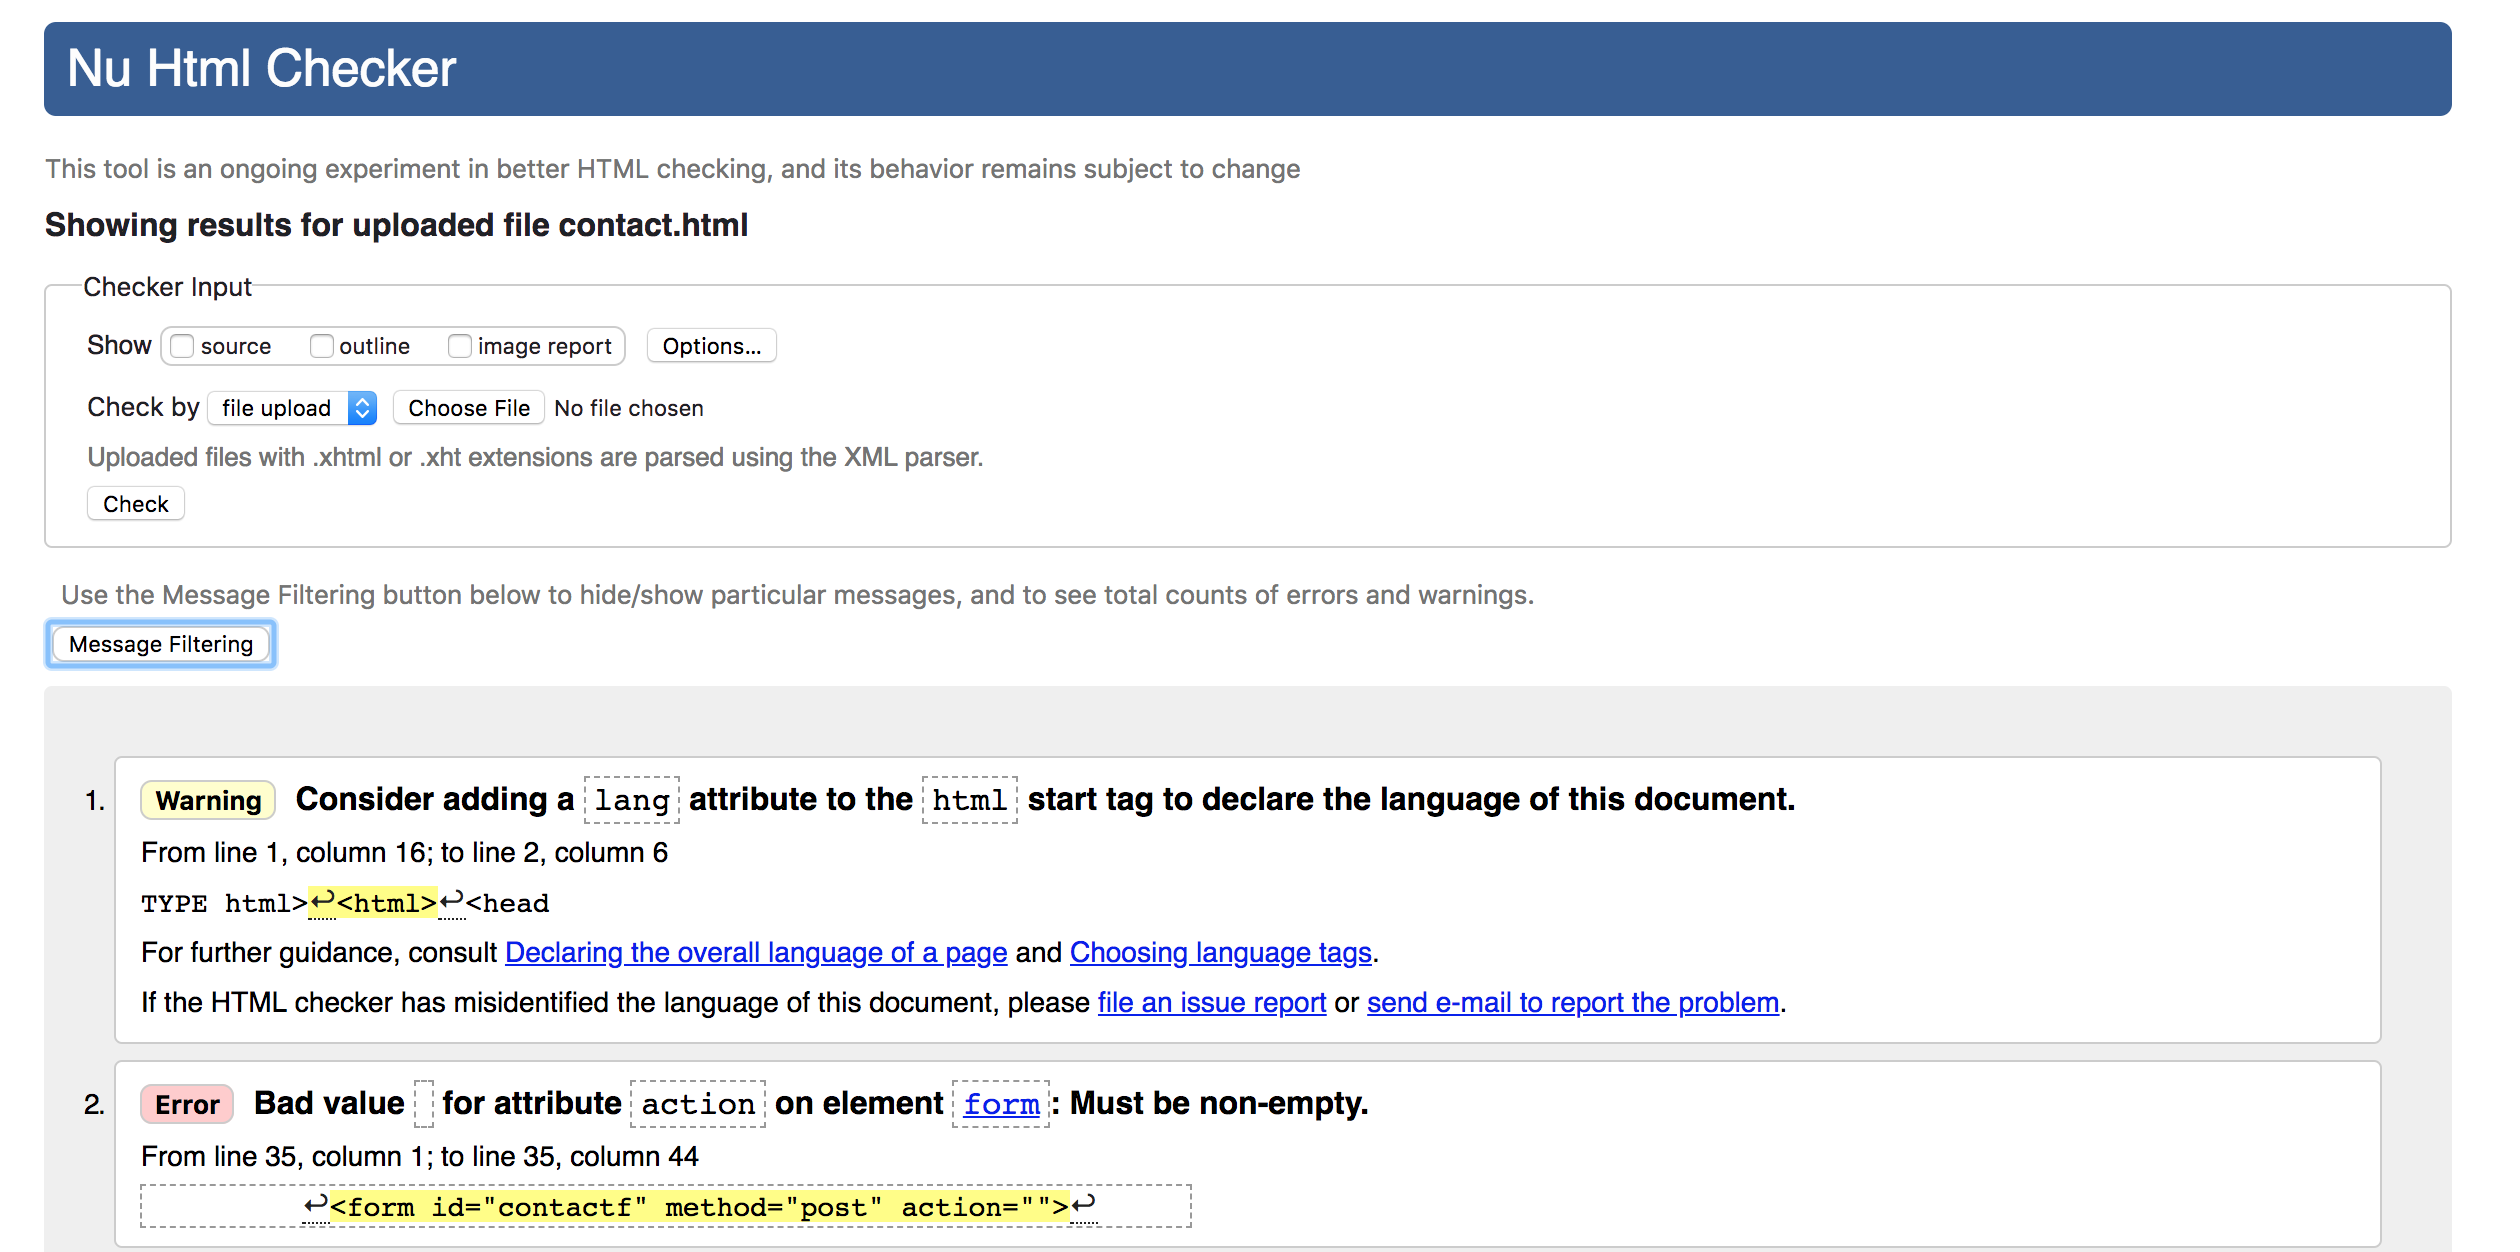 Nu Html Checker
This tool is an ongoing experiment in better HTML checking, and its behavior remains subject to change
Showing results for uploaded file contact.html
Checker Input
Show source outline image report Options...
Check by file upload Choose File No file chosen
Uploaded files with .xhtml or .xht extensions are parsed using the XML parser.
Check
Use the Message Filtering button below to hide/show particular messages, and to see total counts of errors and warnings.
Message Filtering
1. Warning Consider adding a lang attribute to the html start tag to declare the language of this document.
From line 1, column 16; to line 2, column 6
TYPE html>↩<html>↩<head
For further guidance, consult Declaring the overall language of a page and Choosing language tags.
If the HTML checker has misidentified the language of this document, please file an issue report or send e-mail to report the problem.
2. Error Bad value for attribute action on element form: Must be non-empty.
From line 35, column 1; to line 35, column 44
↩<form id="contactf" method="post" action="">↩